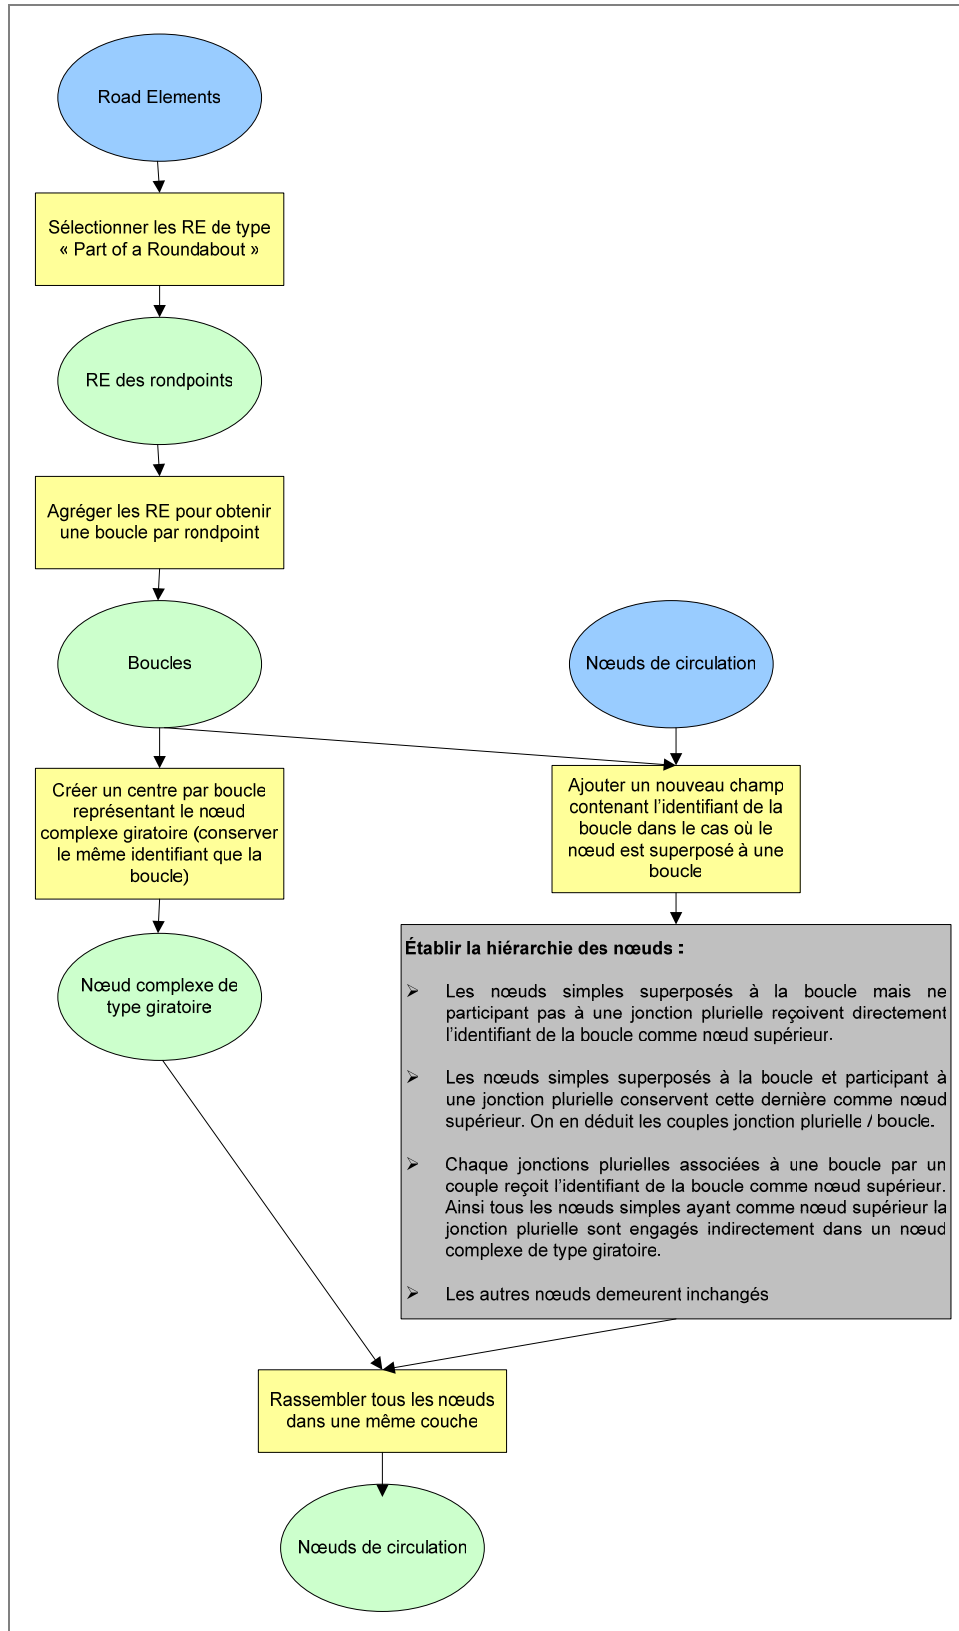 Road Elements
Sélectionner les RE de type
« Part of a Roundabout »
RE des rondpoints
Agréger les RE pour obtenir
une boucle par rondpoint
Boucles
Nœuds de circulation
Créer un centre par boucle
représentant le nœud
complexe giratoire (conserver
le même identifiant que la
boucle)
Ajouter un nouveau champ
contenant l’identifiant de la
boucle dans le cas où le
nœud est superposé à une
boucle
Nœud complexe de
type giratoire
Établir la hiérarchie des nœuds :
➢ Les nœuds simples superposés à la boucle mais ne
participant pas à une jonction plurielle reçoivent directement
l’identifiant de la boucle comme nœud supérieur.
➢ Les nœuds simples superposés à la boucle et participant à
une jonction plurielle conservent cette dernière comme nœud
supérieur. On en déduit les couples jonction plurielle / boucle.
➢ Chaque jonctions plurielles associées à une boucle par un
couple reçoit l’identifiant de la boucle comme nœud supérieur.
Ainsi tous les nœuds simples ayant comme nœud supérieur la
jonction plurielle sont engagés indirectement dans un nœud
complexe de type giratoire.
➢ Les autres nœuds demeurent inchangés
Rassembler tous les nœuds
dans une même couche
Nœuds de circulation